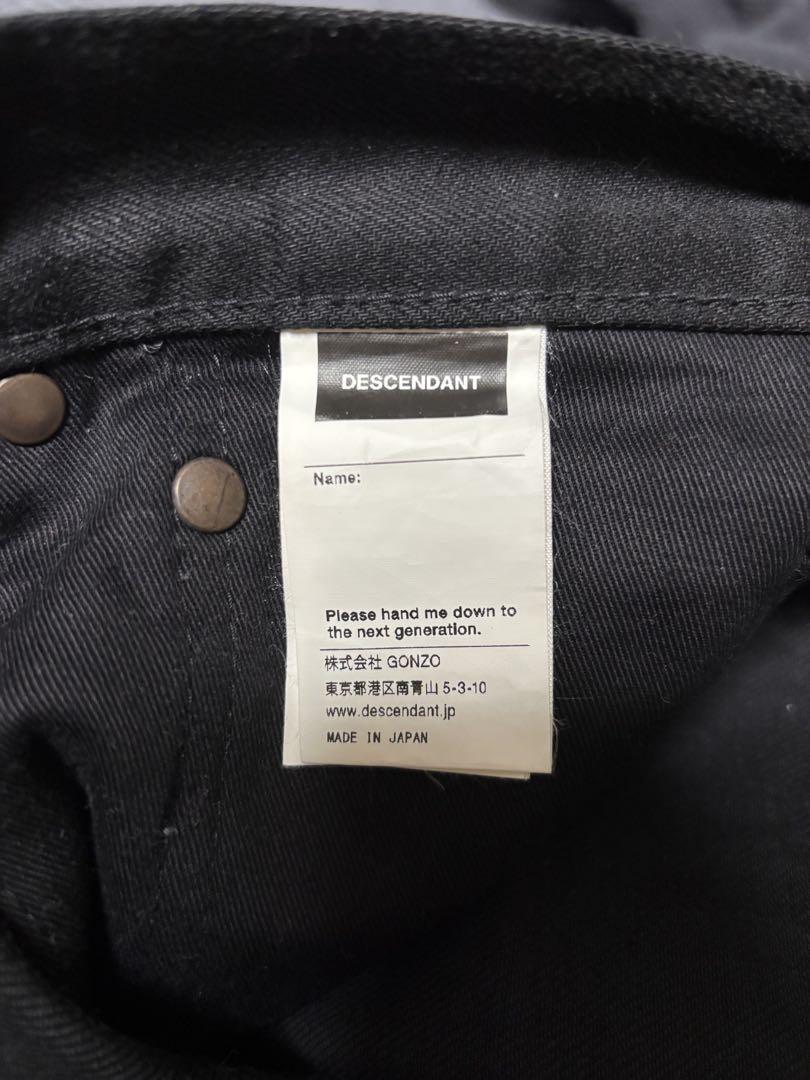 DESCENDANT
Name:
Please hand me down to
the next generation.
株式会社 GONZO
東京都港区南青山 5-3-10
www.descendant.jp
MADE IN JAPAN